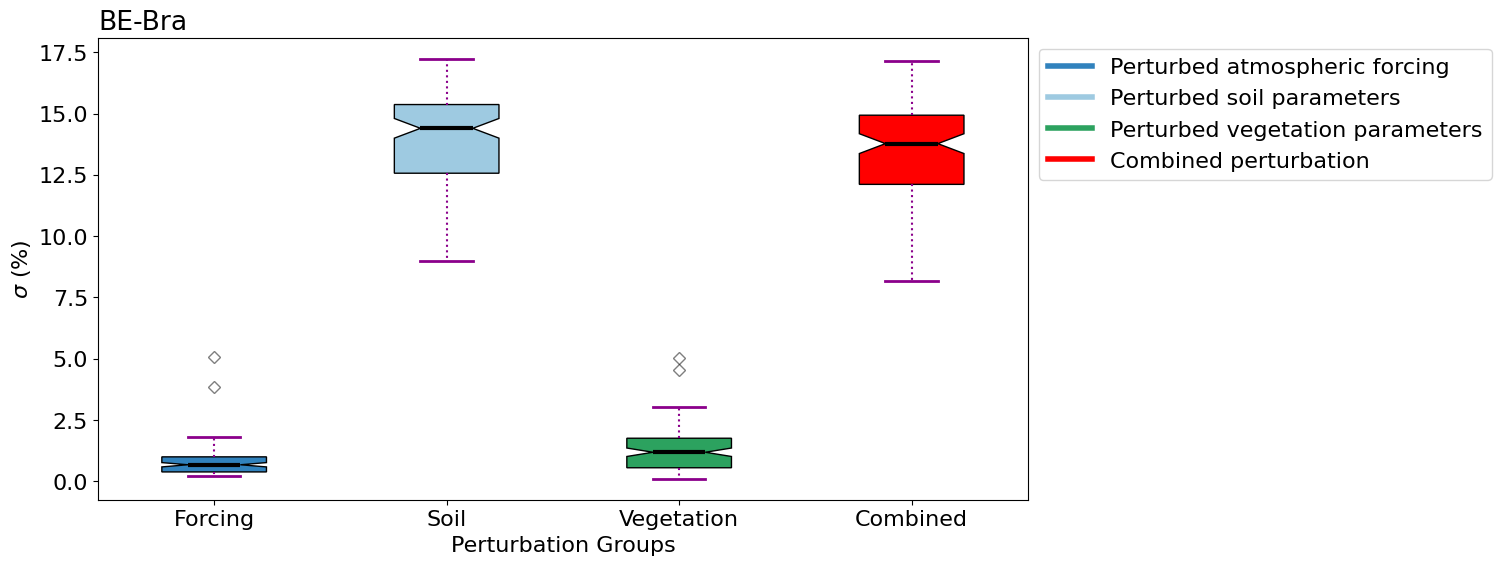 BE-Bra
17.5
15.0
12.5
10.0
7.5
5.0
2.5
0.0
σ (%)
Forcing
Soil
Vegetation
Combined
Perturbation Groups
Perturbed atmospheric forcing
Perturbed soil parameters
Perturbed vegetation parameters
Combined perturbation